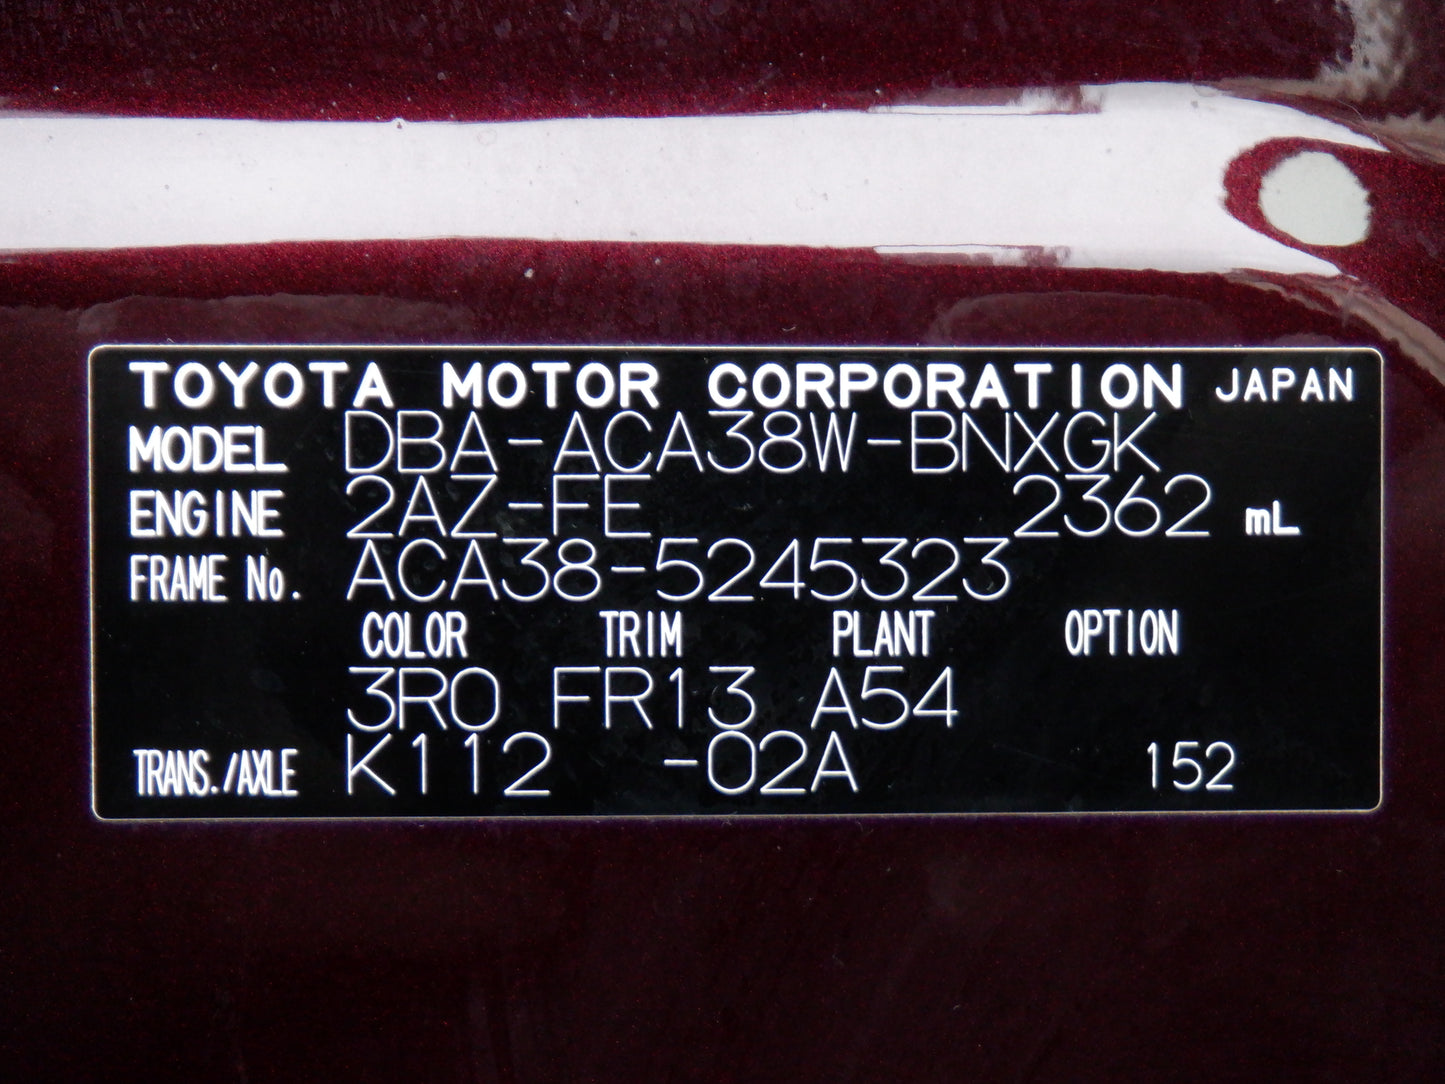 TOYOTA MOTOR CORPORATION JAPAN
MODEL DBA-ACA38W-BNXGK
ENGINE 2AZ-FE 2362 mL
FRAME No. ACA38-5245323
COLOR TRIM PLANT OPTION
3R0 FR13 A54
TRANS./AXLE K112 -02A 152